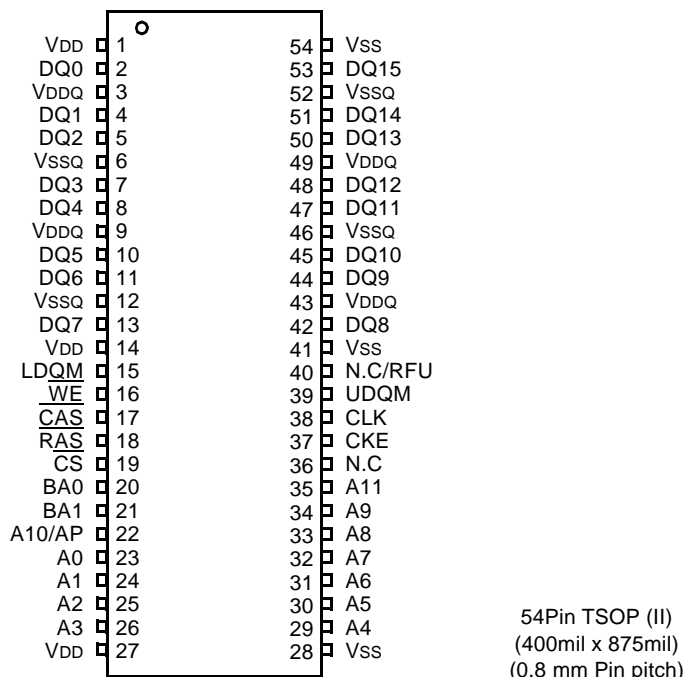 VDD 1 54 VSS
DQ0 2 53 DQ15
VDDQ 3 52 VSSQ
DQ1 4 51 DQ14
DQ2 5 50 DQ13
VSSQ 6 49 VDDQ
DQ3 7 48 DQ12
DQ4 8 47 DQ11
VDDQ 9 46 VSSQ
DQ5 10 45 DQ10
DQ6 11 44 DQ9
VSSQ 12 43 VDDQ
DQ7 13 42 DQ8
VDD 14 41 VSS
LDQM 15 40 N.C/RFU
WE 16 39 UDQM
CAS 17 38 CLK
RAS 18 37 CKE
CS 19 36 N.C
BA0 20 35 A11
BA1 21 34 A9
A10/AP 22 33 A8
A0 23 32 A7
A1 24 31 A6
A2 25 30 A5
A3 26 29 A4
VDD 27 28 VSS
54Pin TSOP (II)
(400mil x 875mil)
(0.8 mm Pin pitch)